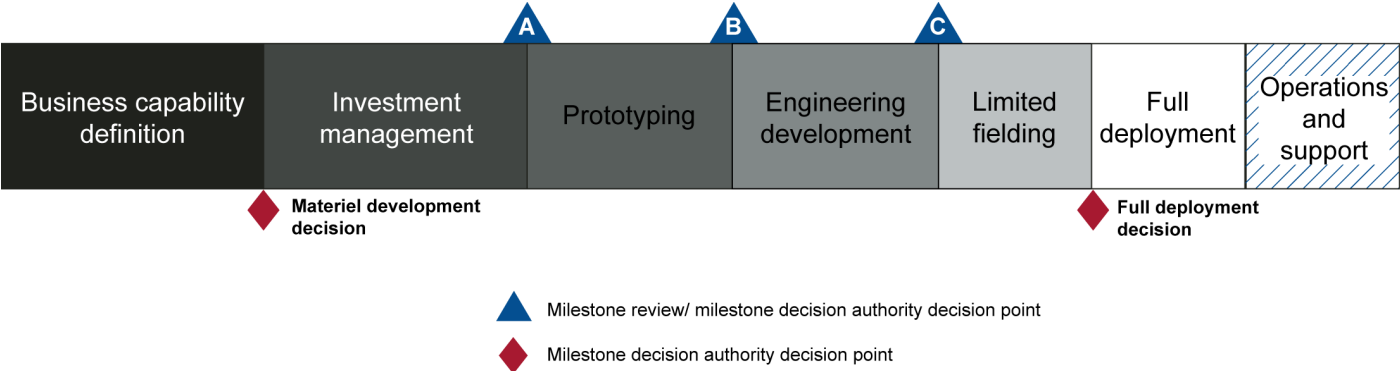 A
B
C
Business capability
definition
Investment
management
Prototyping
Engineering
development
Limited
fielding
Full
deployment
Operations
and
support
Materiel development
decision
Full deployment
decision
Milestone review/ milestone decision authority decision point
Milestone decision authority decision point